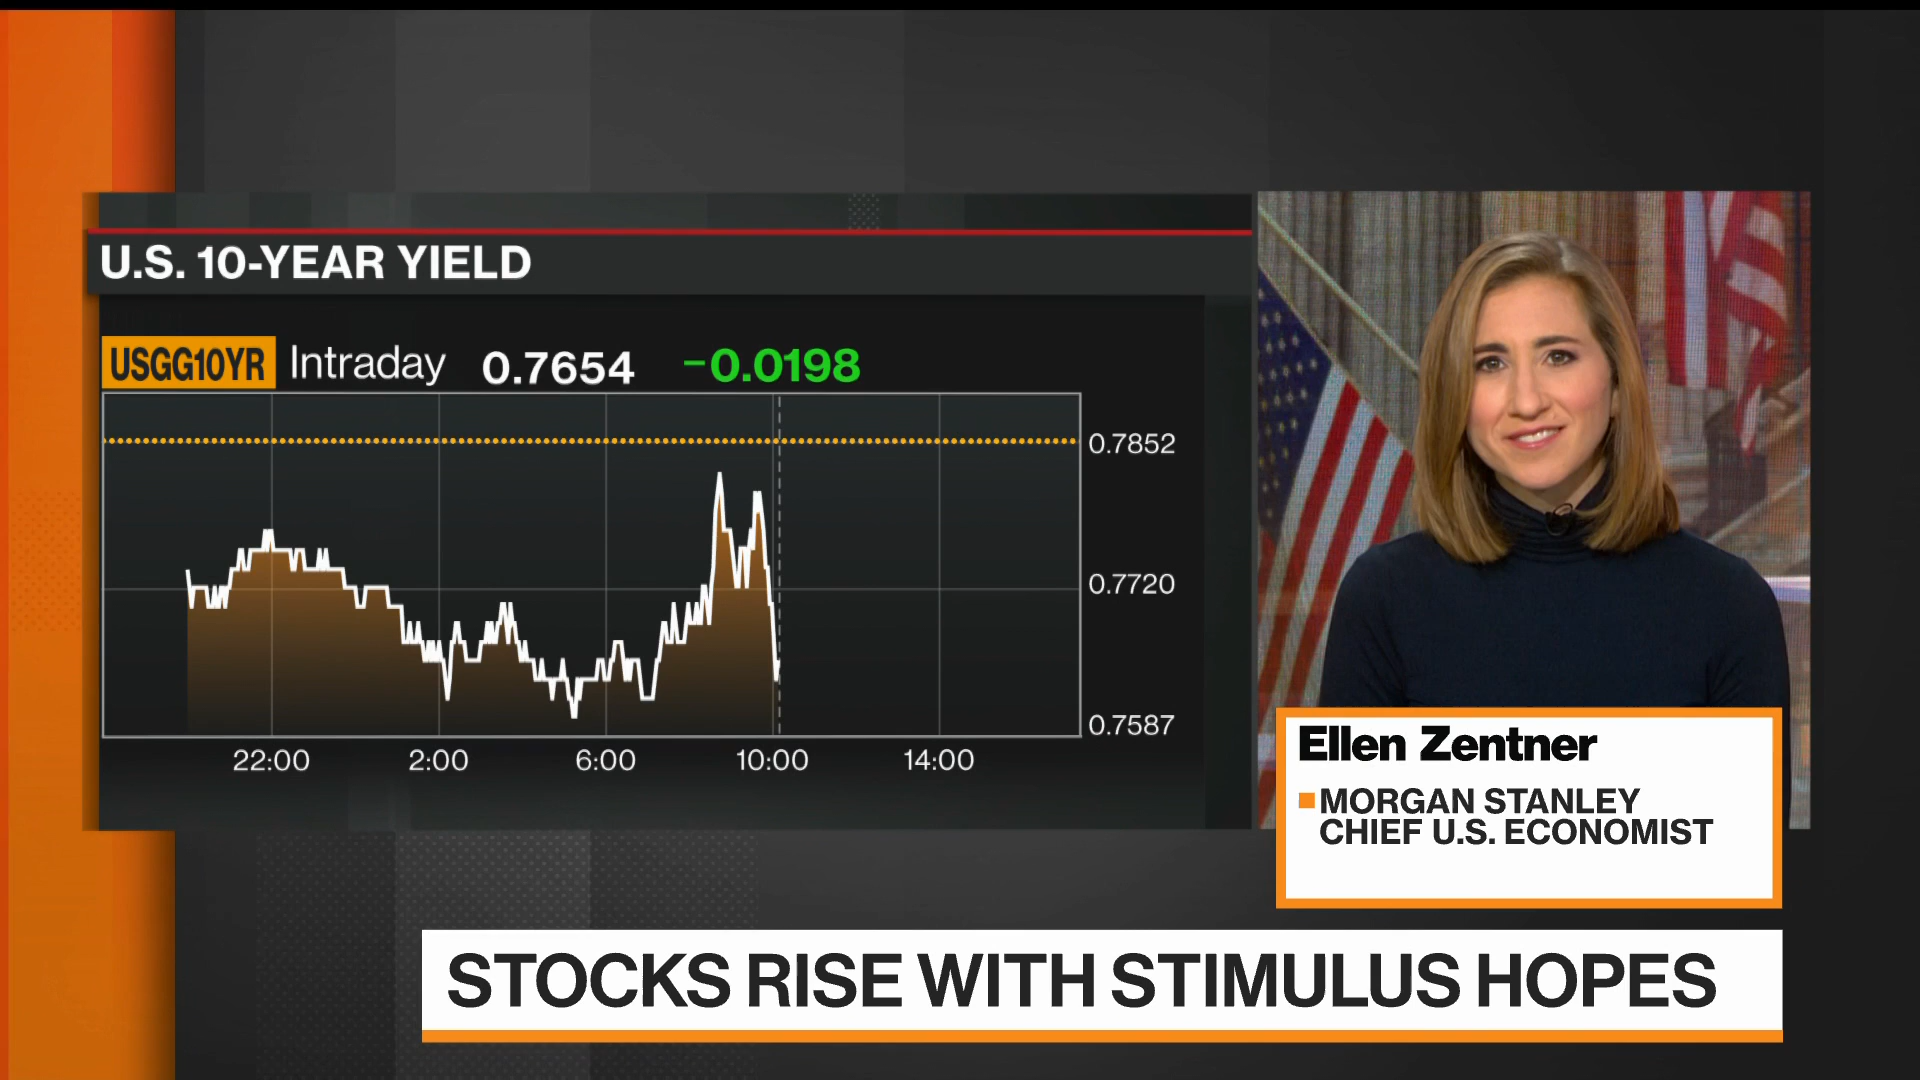 U.S. 10-YEAR YIELD
USGG10YR Intraday 0.7654 -0.0198
0.7852
0.7720
0.7587
22:00 2:00 6:00 10:00 14:00
Ellen Zentner
MORGAN STANLEY
CHIEF U.S. ECONOMIST
STOCKS RISE WITH STIMULUS HOPES